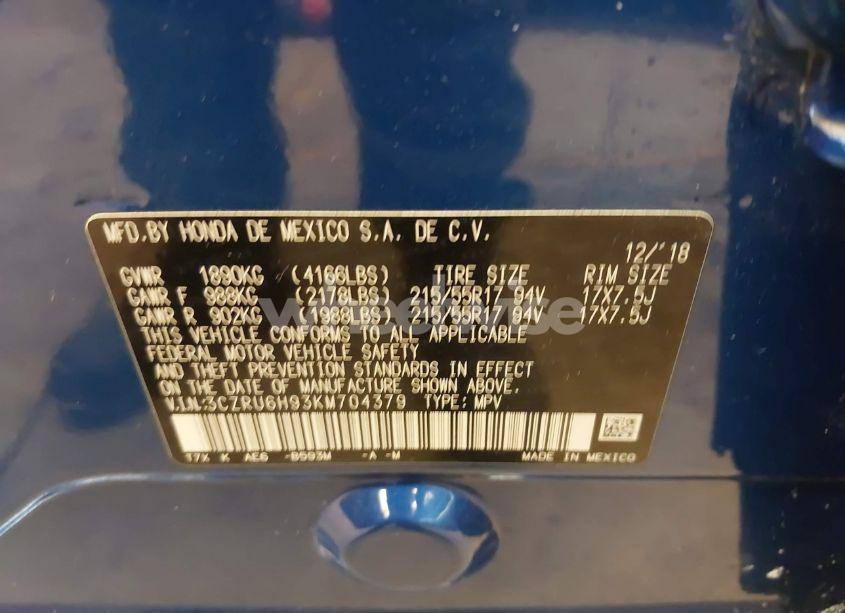 MFD.BY HONDA DE MEXICO S.A. DE C.V.
12/'18
GVWR 1890KG (4166LBS) TIRE SIZE RIM SIZE
GAWR F 988KG (2178LBS) 215/55R17 94V 17X7.5J
GAWR R 902KG (1988LBS) 215/55R17 94V 17X7.5J
THIS VEHICLE CONFORMS TO ALL APPLICABLE
FEDERAL MOTOR VEHICLE SAFETY
AND THEFT PREVENTION STANDARDS IN EFFECT
ON THE DATE OF MANUFACTURE SHOWN ABOVE.
V.I.N.:3CZRU6H93KM704379 TYPE: MPV
T7X K AE6 -B593M -A -M MADE IN MEXICO